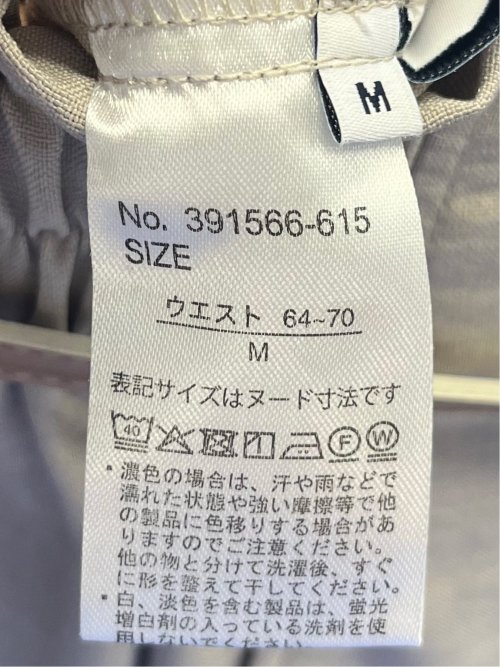 M
No. 391566-615
SIZE
ウエスト 64~70
M
表記サイズはヌード寸法です
40 F W
・濃色の場合は、汗や雨などで
濡れた状態や強い摩擦等で他
の製品に色移りする場合があ
りますのでご注意ください。
他の物と分けて洗濯後、すぐ
に形を整えて干してください。
・白、淡色を含む製品は、蛍光
増白剤の入っている洗剤を使
用しないでください